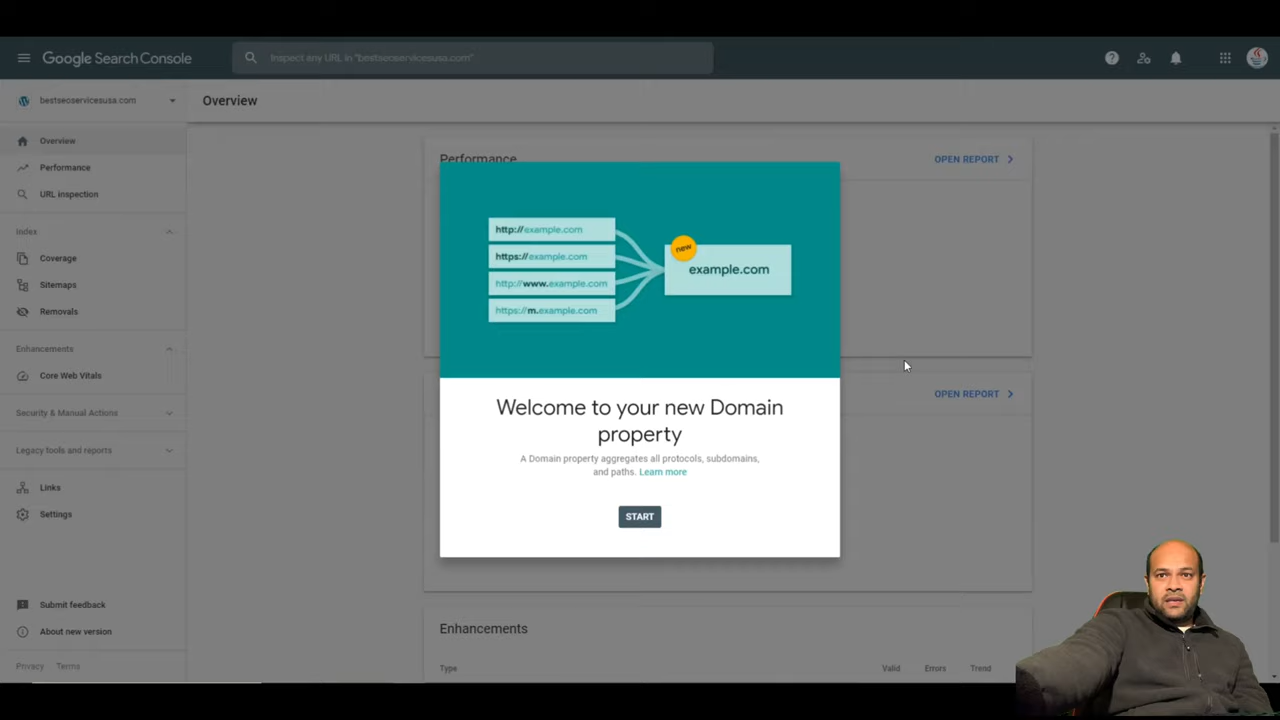 Google Search Console
Inspect any URL in "bestseoservicesusa.com"
bestseoservicesusa.com
Overview
Overview
Performance
URL inspection
Index
Coverage
Sitemaps
Removals
Enhancements
Core Web Vitals
Security & Manual Actions
Legacy tools and reports
Links
Settings
Submit feedback
About new version
Privacy Terms
Performance
OPEN REPORT
http://example.com
https://example.com
http://www.example.com
https://m.example.com
new
example.com
Welcome to your new Domain
property
A Domain property aggregates all protocols, subdomains,
and paths. Learn more
START
OPEN REPORT
Enhancements
Type Valid Errors Trend